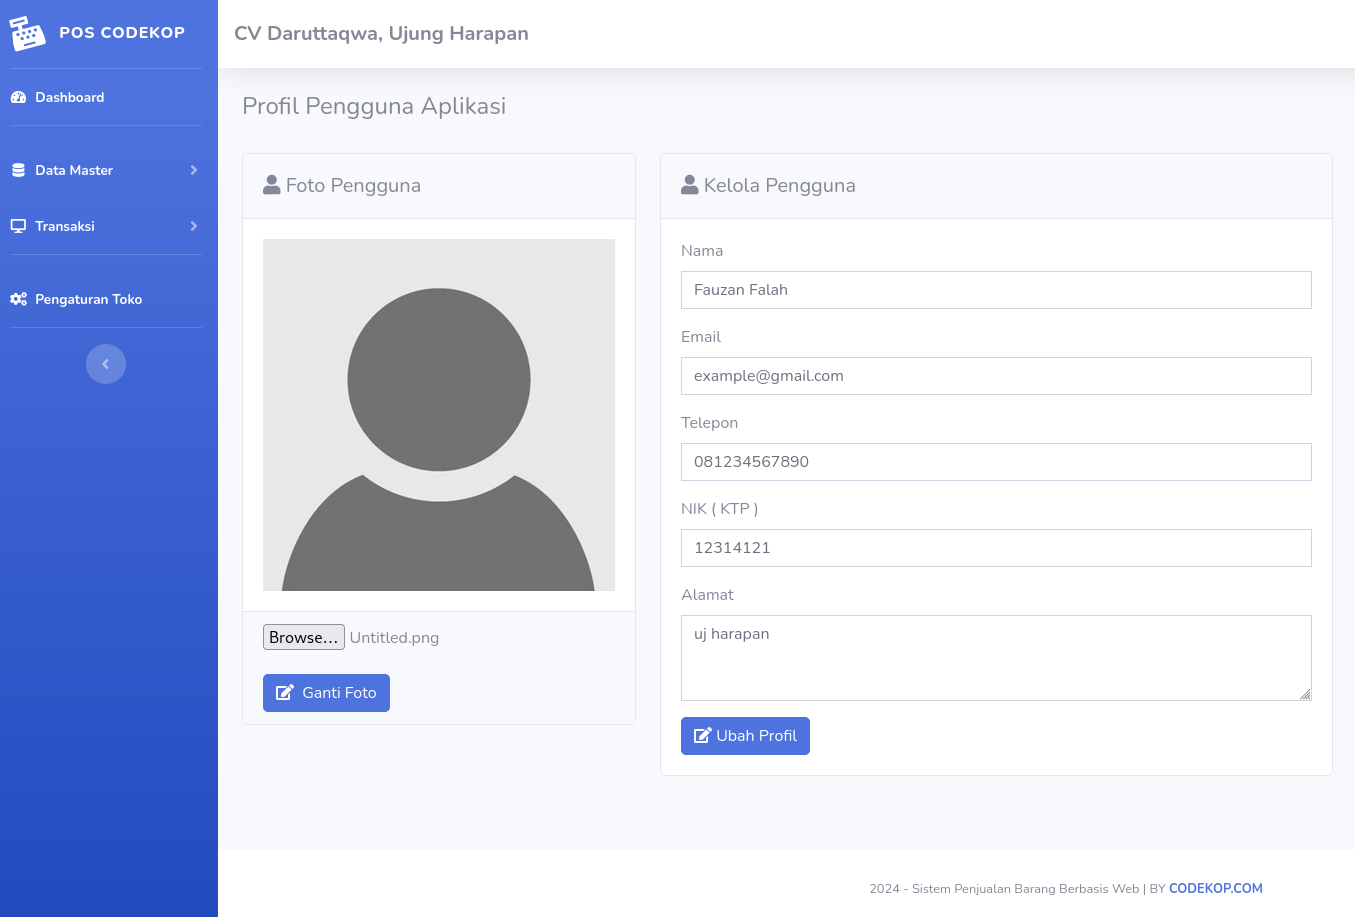 POS CODEKOP
Dashboard
Data Master
Transaksi
Pengaturan Toko
CV Daruttaqwa, Ujung Harapan
Profil Pengguna Aplikasi
Foto Pengguna
Browse...
Untitled.png
Ganti Foto
Kelola Pengguna
Nama
Fauzan Falah
Email
example@gmail.com
Telepon
081234567890
NIK ( KTP )
12314121
Alamat
uj harapan
Ubah Profil
2024 - Sistem Penjualan Barang Berbasis Web | BY CODEKOP.COM